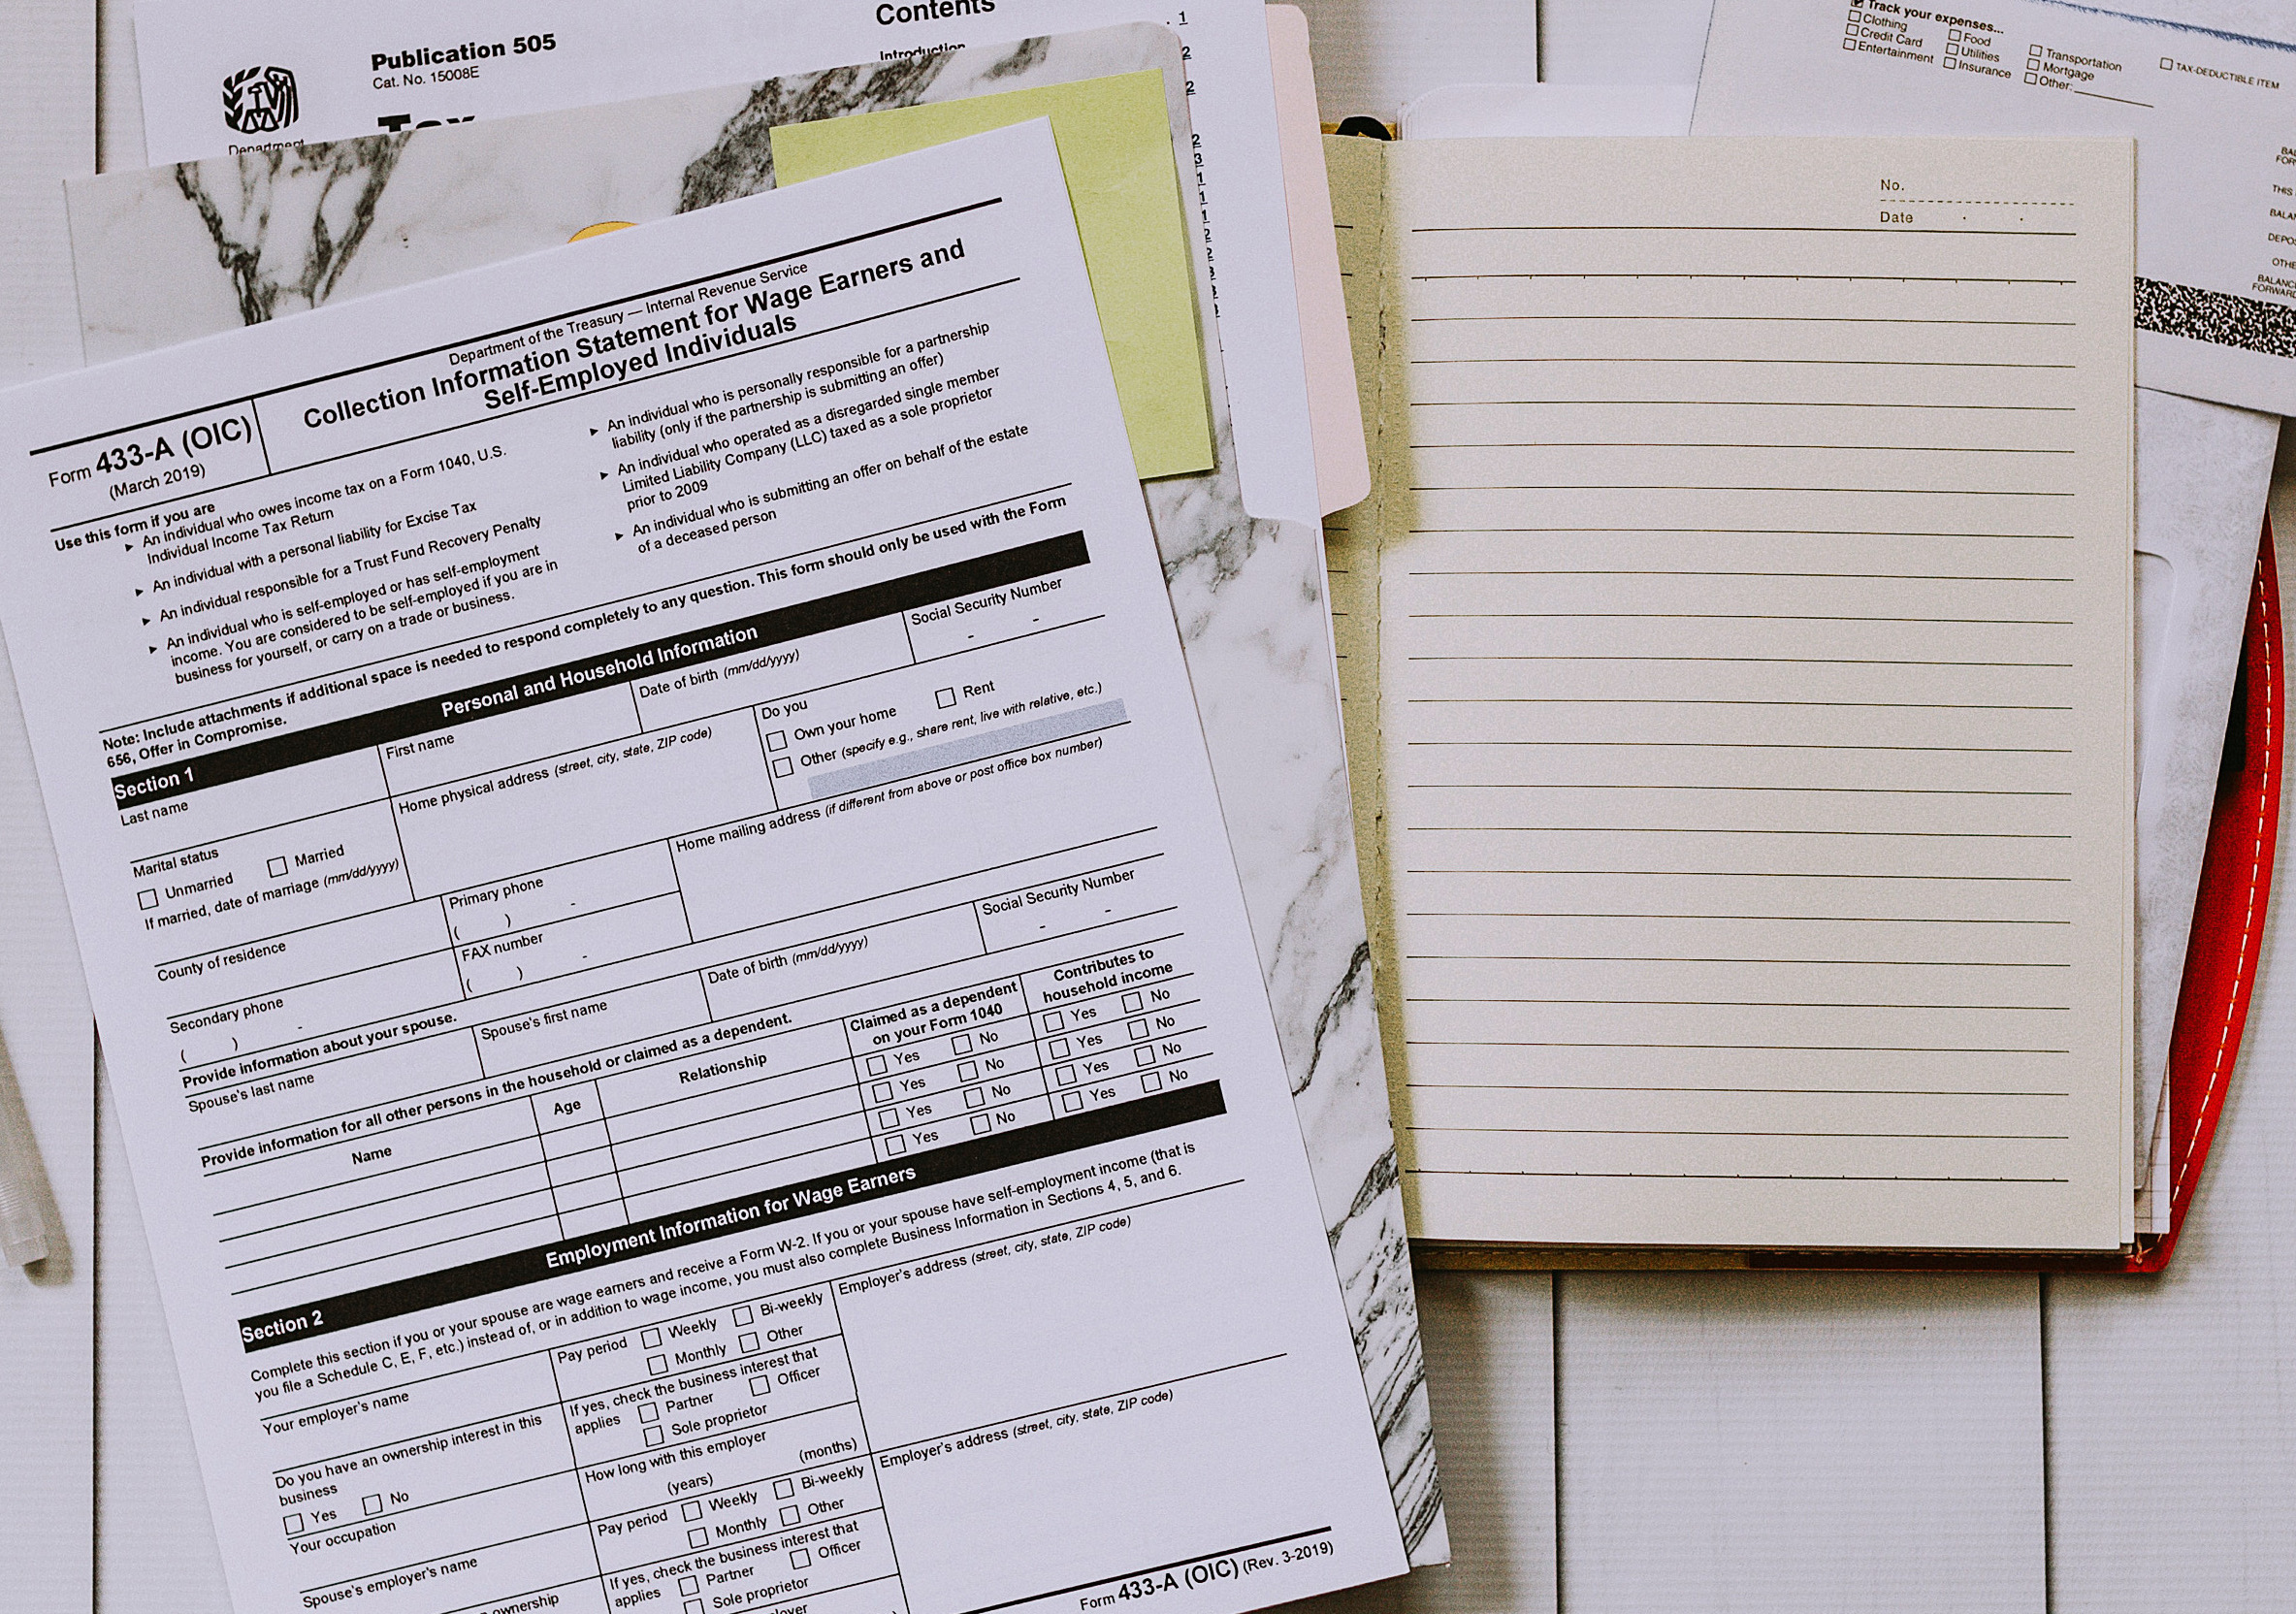 Contents
Publication 505
Cat. No. 15008E
Introduction
Tax
Department
. 1
2
2
2
3
1
1
1
Track your expenses...
Clothing
Credit Card
Entertainment
Food
Utilities
Insurance
Transportation
Mortgage
Other:
TAX-DEDUCTIBLE ITEM
THIS
OTHE
No.
Date
Form 433-A (OIC)
(March 2019)
Department of the Treasury — Internal Revenue Service
Collection Information Statement for Wage Earners and
Self-Employed Individuals
Use this form if you are
► An individual who owes income tax on a Form 1040, U.S.
Individual Income Tax Return
► An individual with a personal liability for Excise Tax
► An individual responsible for a Trust Fund Recovery Penalty
► An individual who is self-employed or has self-employment
income. You are considered to be self-employed if you are in
business for yourself, or carry on a trade or business.
► An individual who is personally responsible for a partnership
liability (only if the partnership is submitting an offer)
► An individual who operated as a disregarded single member
Limited Liability Company (LLC) taxed as a sole proprietor
prior to 2009
► An individual who is submitting an offer on behalf of the estate
of a deceased person
Note: Include attachments if additional space is needed to respond completely to any question. This form should only be used with the Form
656, Offer in Compromise.
Section 1 Personal and Household Information
Last name
First name
Date of birth (mm/dd/yyyy)
Social Security Number
- -
Marital status
Unmarried Married
If married, date of marriage (mm/dd/yyyy)
Home physical address (street, city, state, ZIP code)
Do you
Own your home Rent
Other (specify e.g., share rent, live with relative, etc.)
County of residence
Primary phone
( ) -
Home mailing address (if different from above or post office box number)
Secondary phone
( ) -
FAX number
( ) -
Provide information about your spouse.
Spouse's last name
Spouse's first name
Date of birth (mm/dd/yyyy)
Social Security Number
- -
Provide information for all other persons in the household or claimed as a dependent.
Name
Age
Relationship
Claimed as a dependent
on your Form 1040
Contributes to
household income
Yes No Yes No
Yes No Yes No
Yes No Yes No
Yes No Yes No
Section 2 Employment Information for Wage Earners
Complete this section if you or your spouse are wage earners and receive a Form W-2. If you or your spouse have self-employment income (that is
you file a Schedule C, E, F, etc.) instead of, or in addition to wage income, you must also complete Business Information in Sections 4, 5, and 6.
Your employer's name
Pay period Weekly Bi-weekly
Monthly Other
Employer's address (street, city, state, ZIP code)
Do you have an ownership interest in this
business
Yes No
If yes, check the business interest that
applies Partner Officer
Sole proprietor
Your occupation
How long with this employer
(years) (months)
Spouse's employer's name
Pay period Weekly Bi-weekly
Monthly Other
Employer's address (street, city, state, ZIP code)
ownership
If yes, check the business interest that
applies Partner Officer
Sole proprietor
Form 433-A (OIC) (Rev. 3-2019)